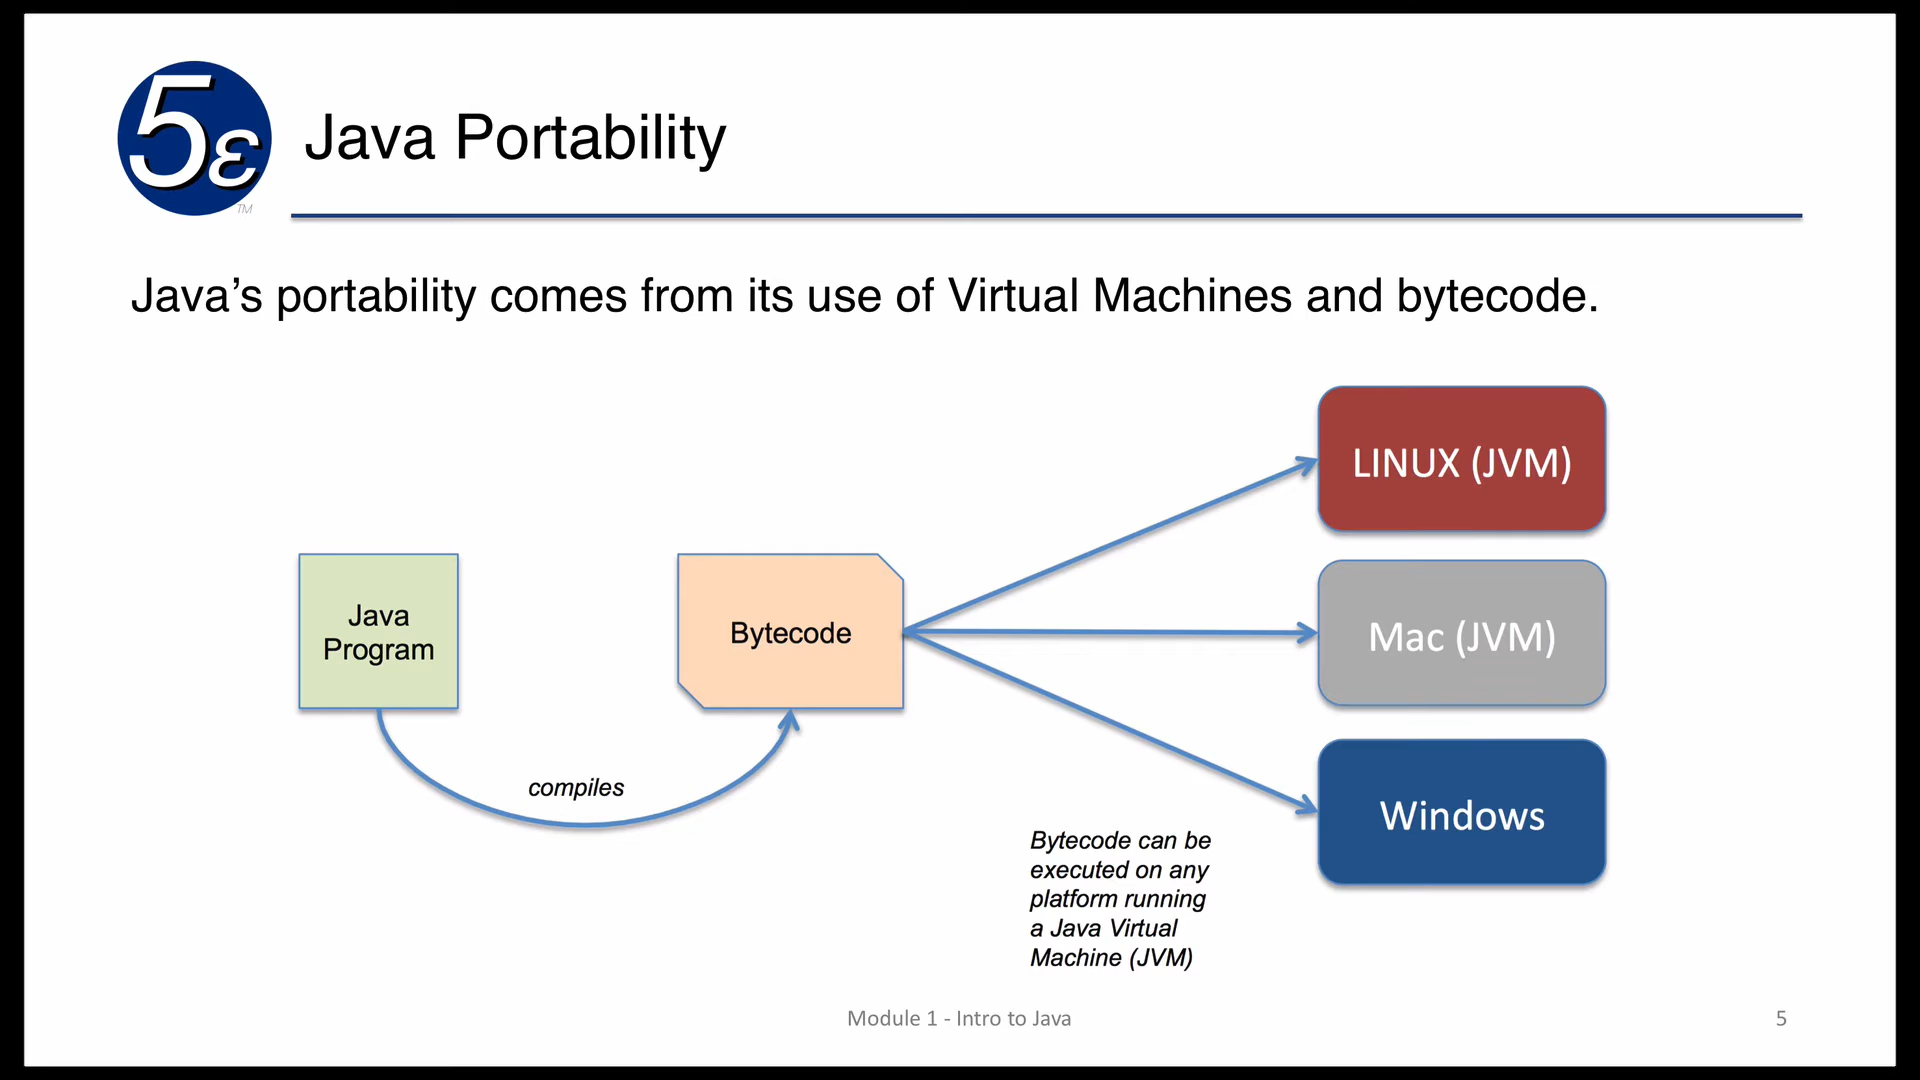 5ε
TM
Java Portability
Java’s portability comes from its use of Virtual Machines and bytecode.
LINUX (JVM)
Java
Program
Bytecode
Mac (JVM)
compiles
Windows
Bytecode can be
executed on any
platform running
a Java Virtual
Machine (JVM)
Module 1 - Intro to Java
5